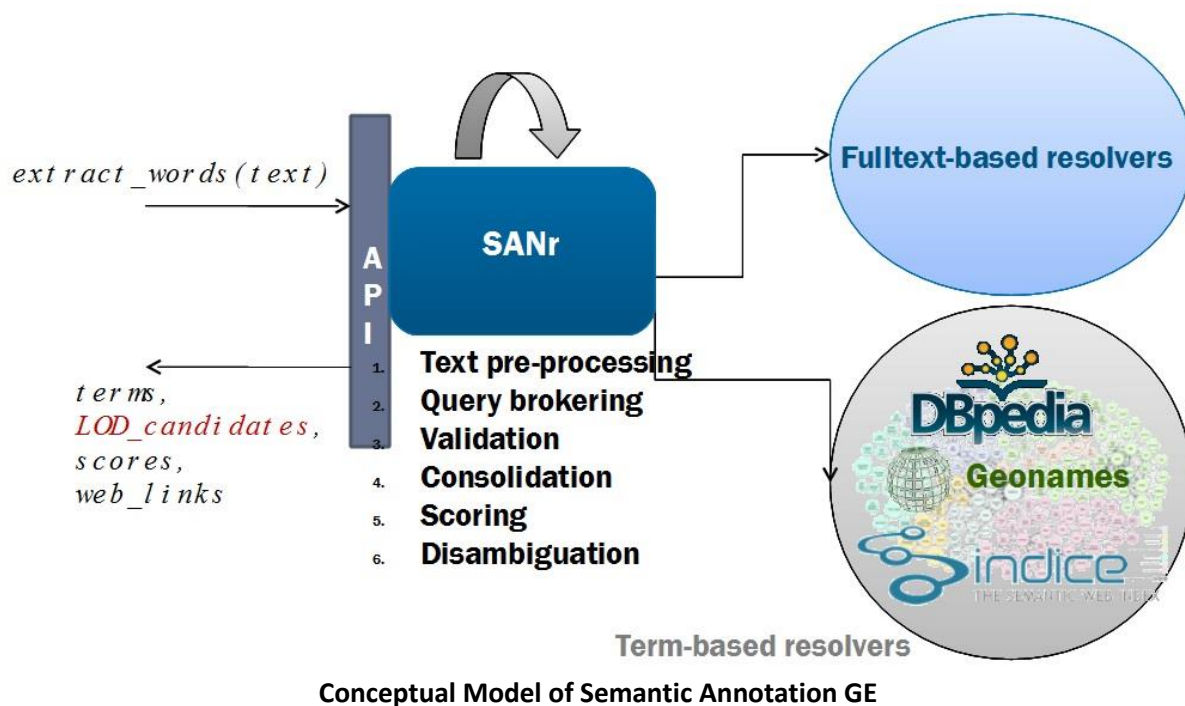 extract_words(text)
Fulltext-based resolvers
SANr
A
P
I
1. Text pre-processing
2. Query brokering
3. Validation
4. Consolidation
5. Scoring
6. Disambiguation
terms,
LOD_candidates,
scores,
web_links
DBpedia
Geonames
Sindice
THE SEMANTIC WEB INDEX
Term-based resolvers
Conceptual Model of Semantic Annotation GE